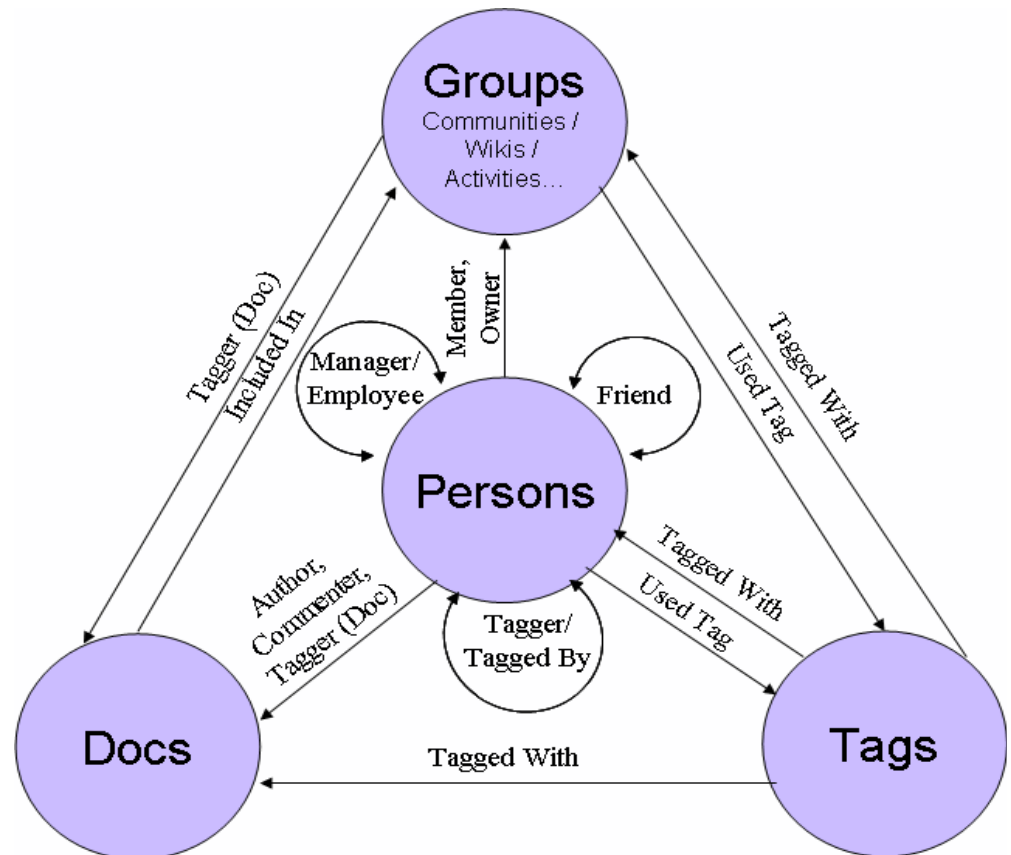 Groups
Communities /
Wikis /
Activities...
Tagger (Doc)
Included In
Member,
Owner
Used Tag
Tagged With
Manager/
Employee
Friend
Persons
Author,
Commenter,
Tagger (Doc)
Tagger/
Tagged By
Tagged With
Used Tag
Docs
Tagged With
Tags